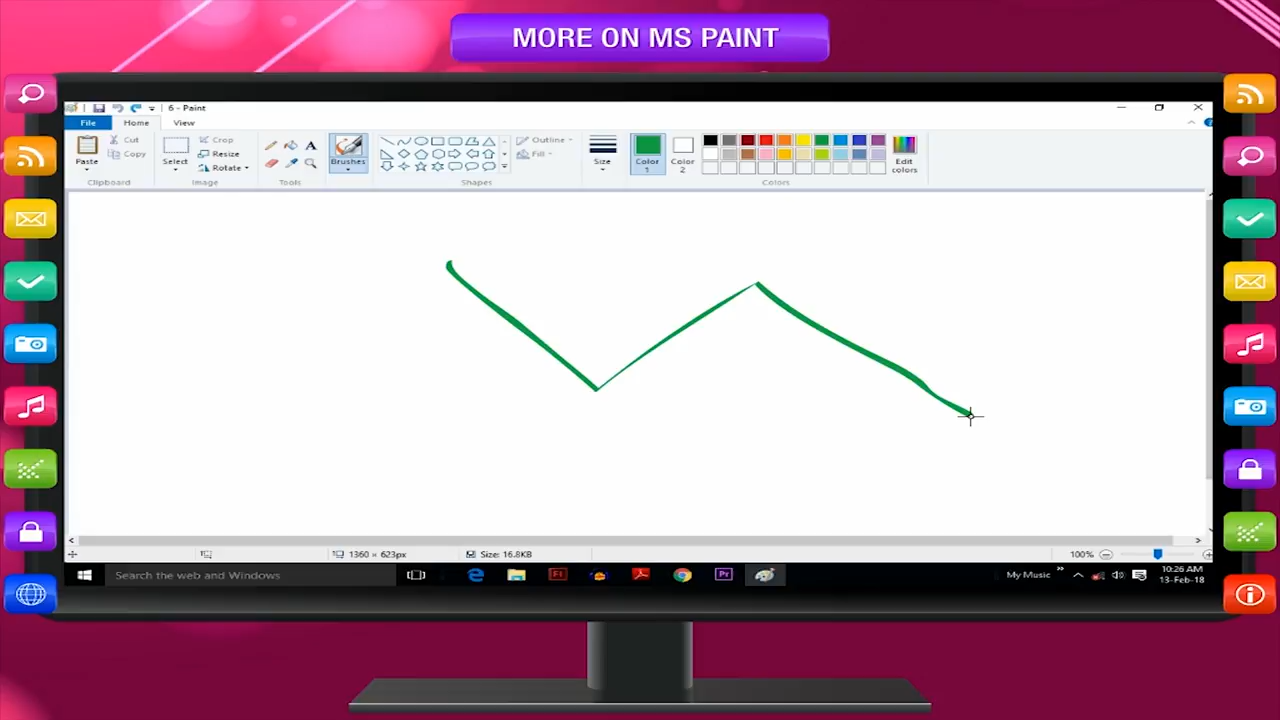 MORE ON MS PAINT
6 - Paint
File Home View
Cut
Copy
Paste
Clipboard
Select
Crop
Resize
Rotate
Image
A
Tools
Brushes
Outline
Fill
Shapes
Size
Color 1
Color 2
Edit colors
Colors
1360 × 623px
Size: 16.8KB
100%
Search the web and Windows
Pr
My Music
10:26 AM
13-Feb-18